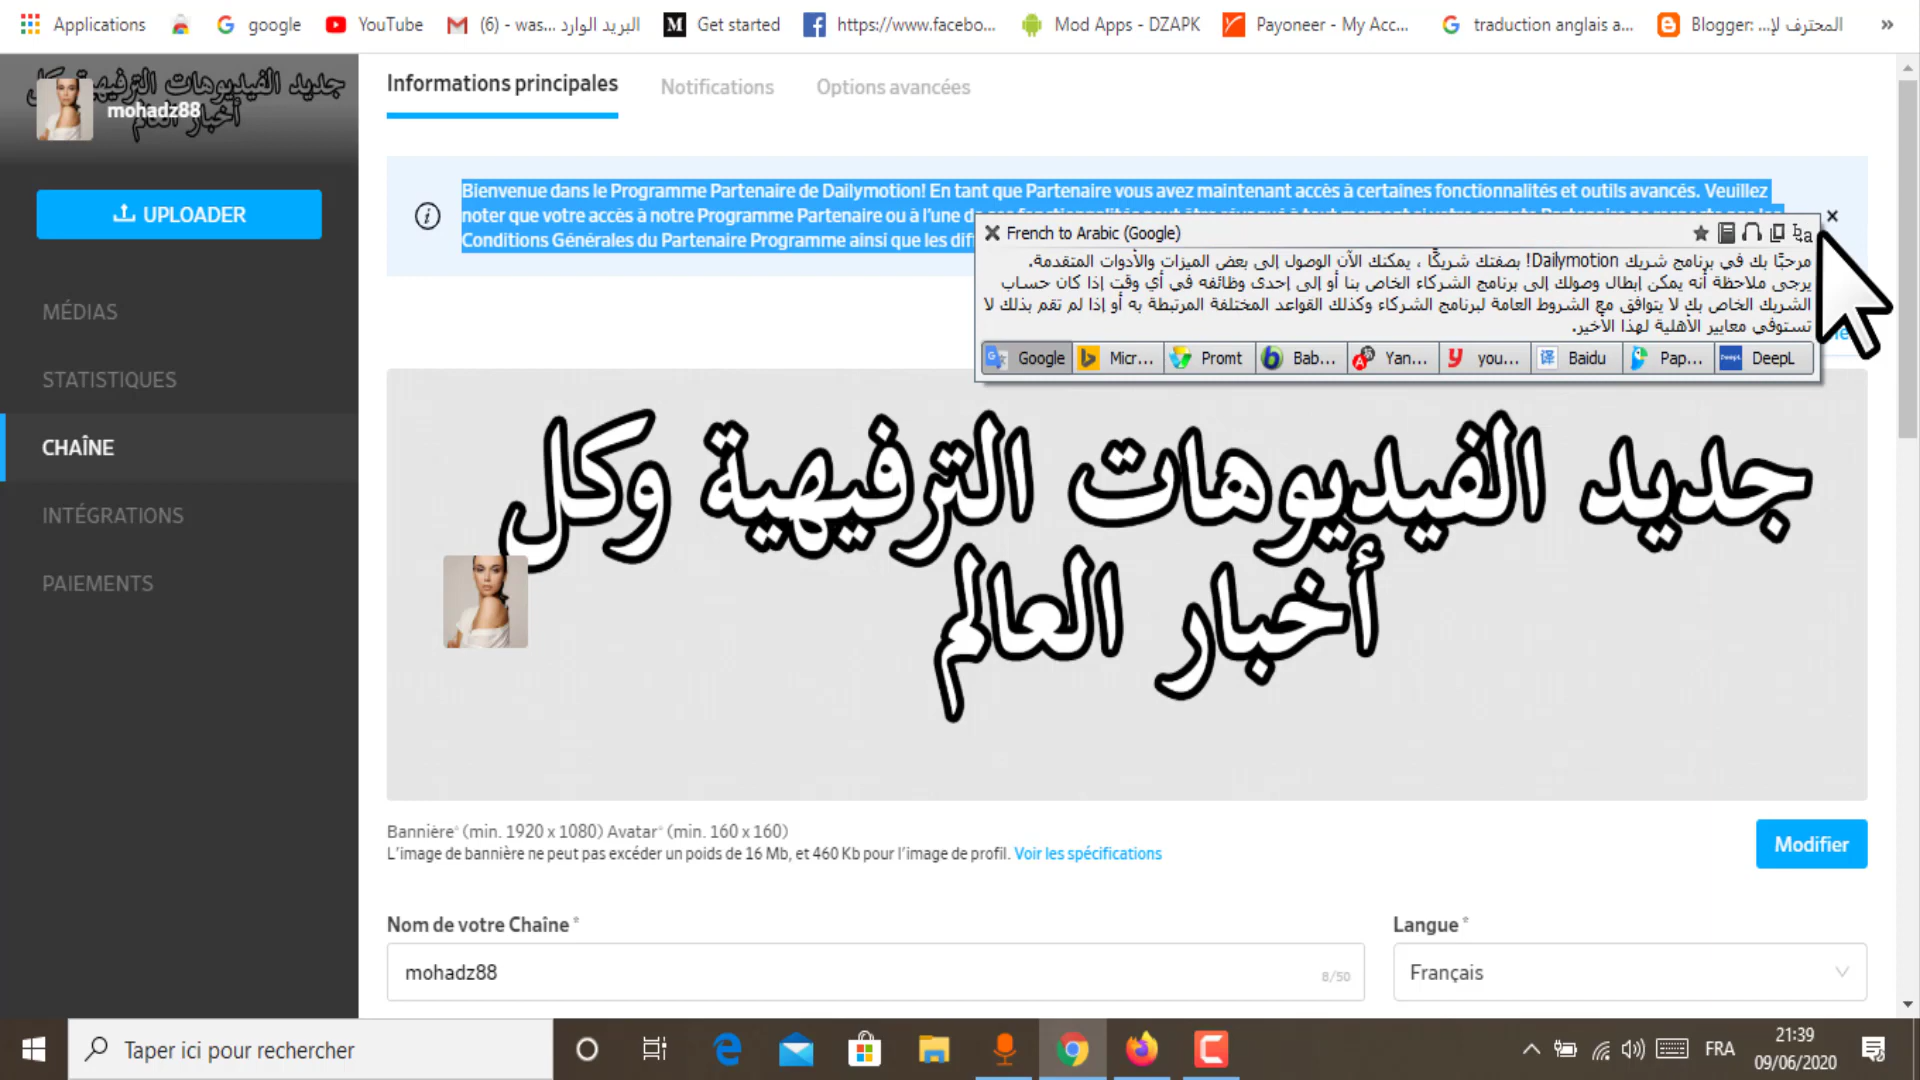 Applications
google
YouTube
(6) - was... البريد الوارد
Get started
https://www.facebo...
Mod Apps - DZAPK
Payoneer - My Acc...
traduction anglais a...
Blogger: ...المحترف لإ
»
جديد الفيديوهات الترفيهية وكل
أخبار العالم
mohadz88
UPLOADER
MÉDIAS
STATISTIQUES
CHAÎNE
INTÉGRATIONS
PAIEMENTS
Informations principales
Notifications
Options avancées
Bienvenue dans le Programme Partenaire de Dailymotion! En tant que Partenaire vous avez maintenant accès à certaines fonctionnalités et outils avancés. Veuillez
noter que votre accès à notre Programme Partenaire ou à l'une
Conditions Générales du Partenaire Programme ainsi que les
French to Arabic (Google)
مرحبًا بك في برنامج شريك Dailymotion! بصفتك شريكًا ، يمكنك الآن الوصول إلى بعض الميزات والأدوات المتقدمة.
يرجى ملاحظة أنه يمكن إبطال وصولك إلى برنامج الشركاء الخاص بنا أو إلى إحدى وظائفه في أي وقت إذا كان حساب
الشريك الخاص بك لا يتوافق مع الشروط العامة لبرنامج الشركاء وكذلك القواعد المختلفة المرتبطة به أو إذا لم تقم بذلك لا
تستوفي معايير الأهلية لهذا الأخير.
Google
Micr...
Promt
Bab...
Yan...
you...
Baidu
Pap...
DeepL
جديد الفيديوهات الترفيهية وكل
أخبار العالم
Bannière* (min. 1920 x 1080) Avatar* (min. 160 x 160)
L'image de bannière ne peut pas excéder un poids de 16 Mb, et 460 Kb pour l'image de profil. Voir les spécifications
Modifier
Nom de votre Chaîne *
mohadz88
8/50
Langue *
Français
Taper ici pour rechercher
FRA
21:39
09/06/2020